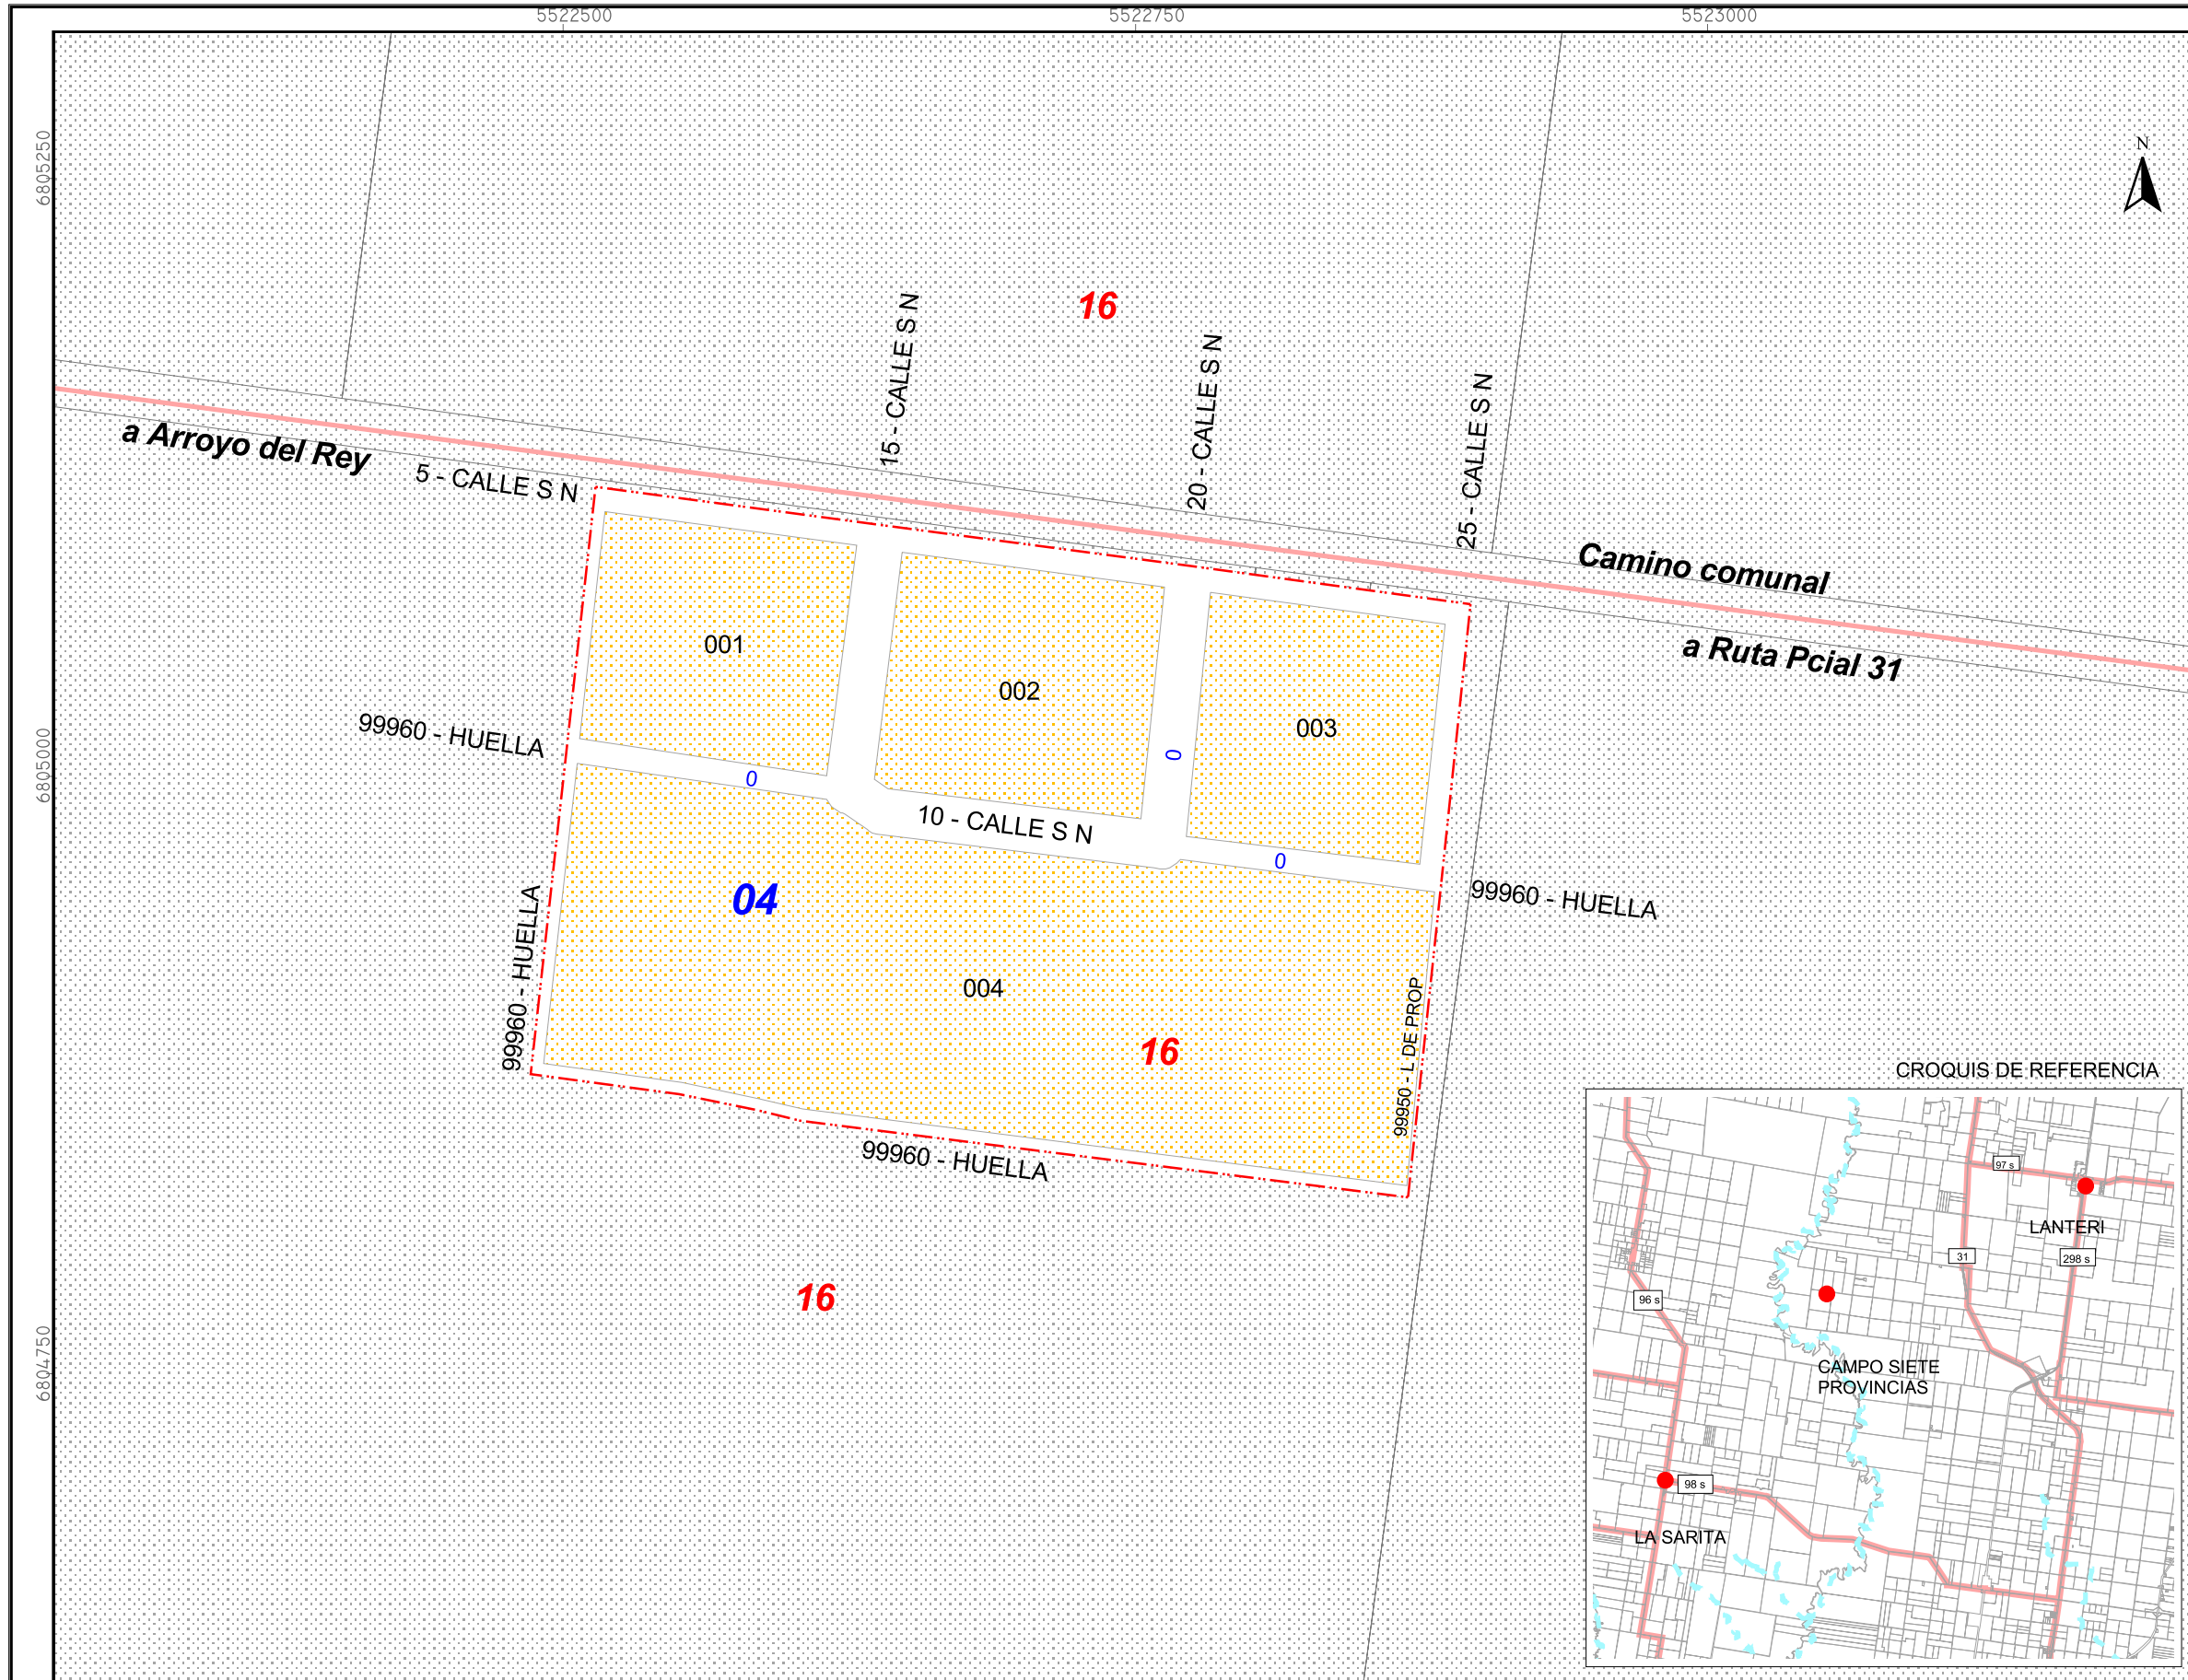 5522500
5522750
5523000
6805250
6805000
6804750
N
16
15 - CALLE S N
20 - CALLE S N
25 - CALLE S N
a Arroyo del Rey
5 - CALLE S N
Camino comunal
a Ruta Pcial 31
001
002
003
99960 - HUELLA
0
0
10 - CALLE S N
0
04
99960 - HUELLA
99960 - HUELLA
004
16
99950 - L DE PROP
99960 - HUELLA
16
CROQUIS DE REFERENCIA
97 s
LANTERI
31
298 s
96 s
CAMPO SIETE
PROVINCIAS
98 s
LA SARITA